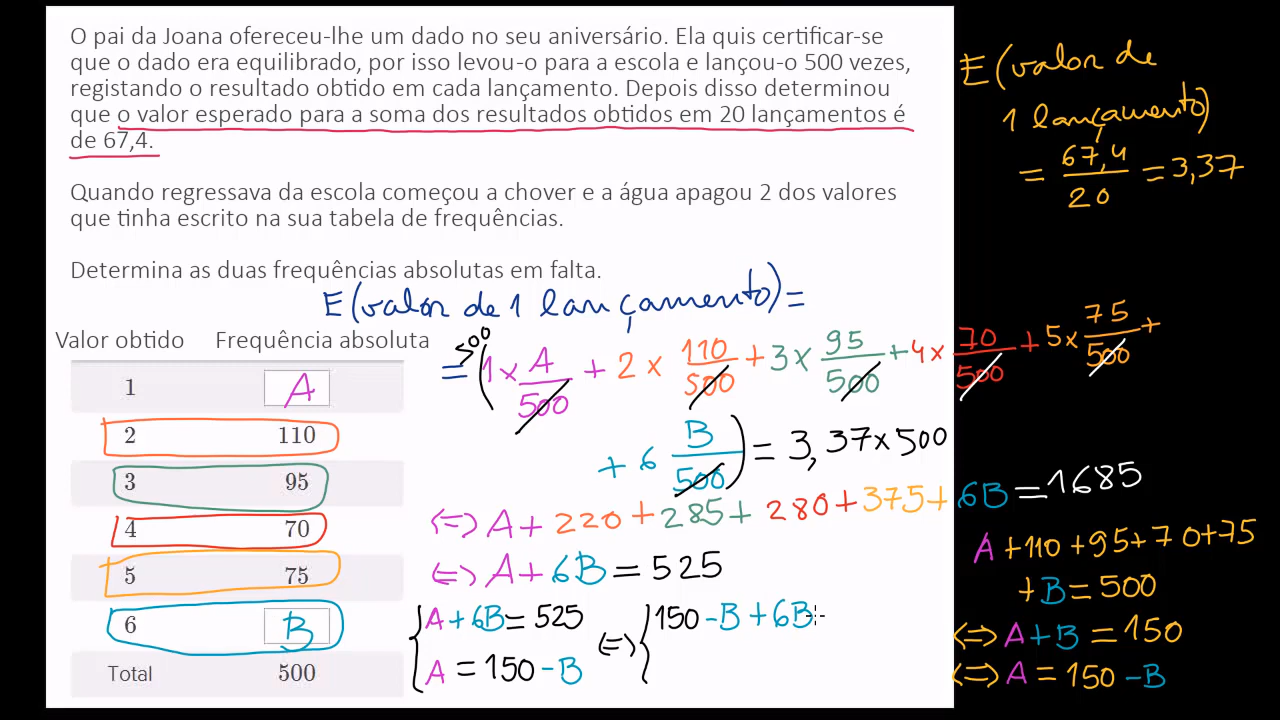 O pai da Joana ofereceu-lhe um dado no seu aniversário. Ela quis certificar-se
que o dado era equilibrado, por isso levou-o para a escola e lançou-o 500 vezes,
registando o resultado obtido em cada lançamento. Depois disso determinou
que o valor esperado para a soma dos resultados obtidos em 20 lançamentos é
de 67,4.
Quando regressava da escola começou a chover e a água apagou 2 dos valores
que tinha escrito na sua tabela de frequências.
Determina as duas frequências absolutas em falta.
E(valor de
1 lançamento)
= 67,4/20 = 3,37
E(valor de 1 lançamento) =
Valor obtido Frequência absoluta
1 A
2 110
3 95
4 70
5 75
6 B
Total 500
= 500(1 × A/500 + 2 × 110/500 + 3 × 95/500 + 4 × 70/500 + 5 × 75/500 +
+ 6 B/500) = 3,37 × 500
<=> A + 220 + 285 + 280 + 375 + 6B = 1685
<=> A + 6B = 525
{A + 6B = 525 <=> {150 - B + 6B
{A = 150 - B
A + 110 + 95 + 70 + 75
+ B = 500
<=> A + B = 150
<=> A = 150 - B